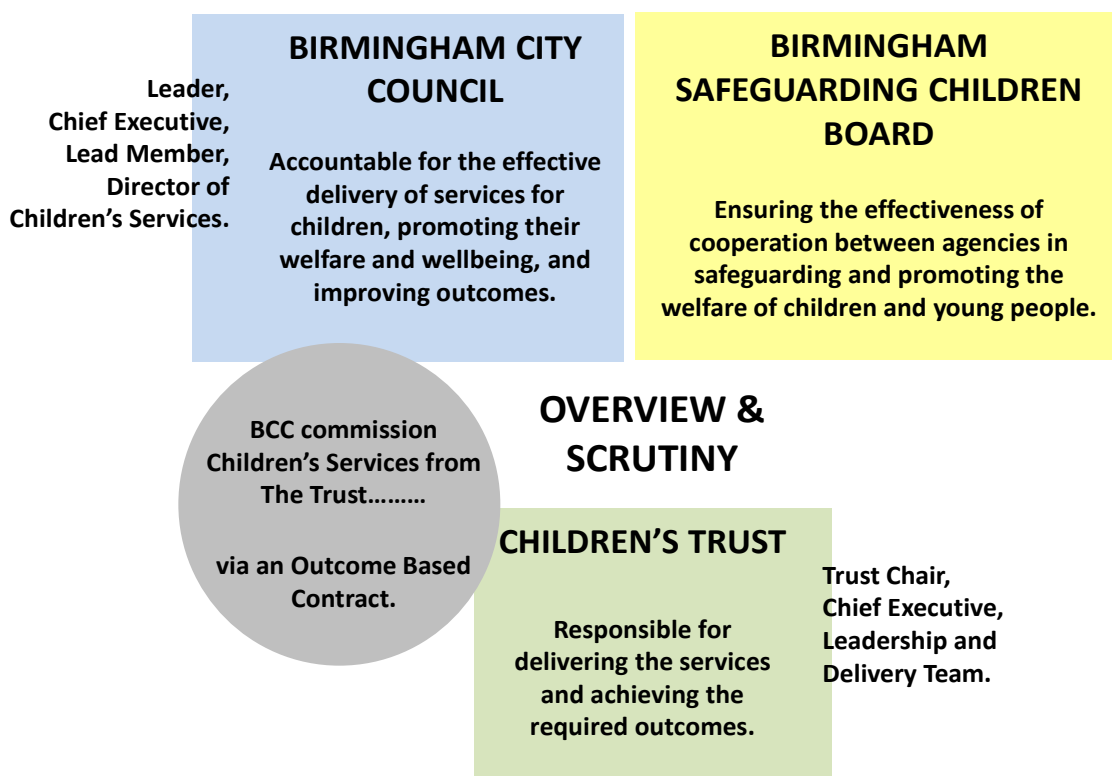 BIRMINGHAM CITY
COUNCIL
Leader,
Chief Executive,
Lead Member,
Director of
Children’s Services.
Accountable for the effective
delivery of services for
children, promoting their
welfare and wellbeing, and
improving outcomes.
BIRMINGHAM
SAFEGUARDING CHILDREN
BOARD
Ensuring the effectiveness of
cooperation between agencies in
safeguarding and promoting the
welfare of children and young people.
BCC commission
Children’s Services from
The Trust………
via an Outcome Based
Contract.
OVERVIEW &
SCRUTINY
CHILDREN’S TRUST
Responsible for
delivering the services
and achieving the
required outcomes.
Trust Chair,
Chief Executive,
Leadership and
Delivery Team.